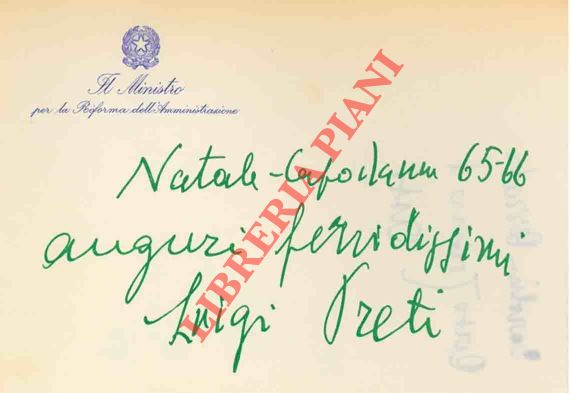 Il Ministro
per la Riforma dell'Amministrazione
Natale-Capodanno 65-66
auguri fervidissimi
Luigi Preti
LIBRERIA PIANI